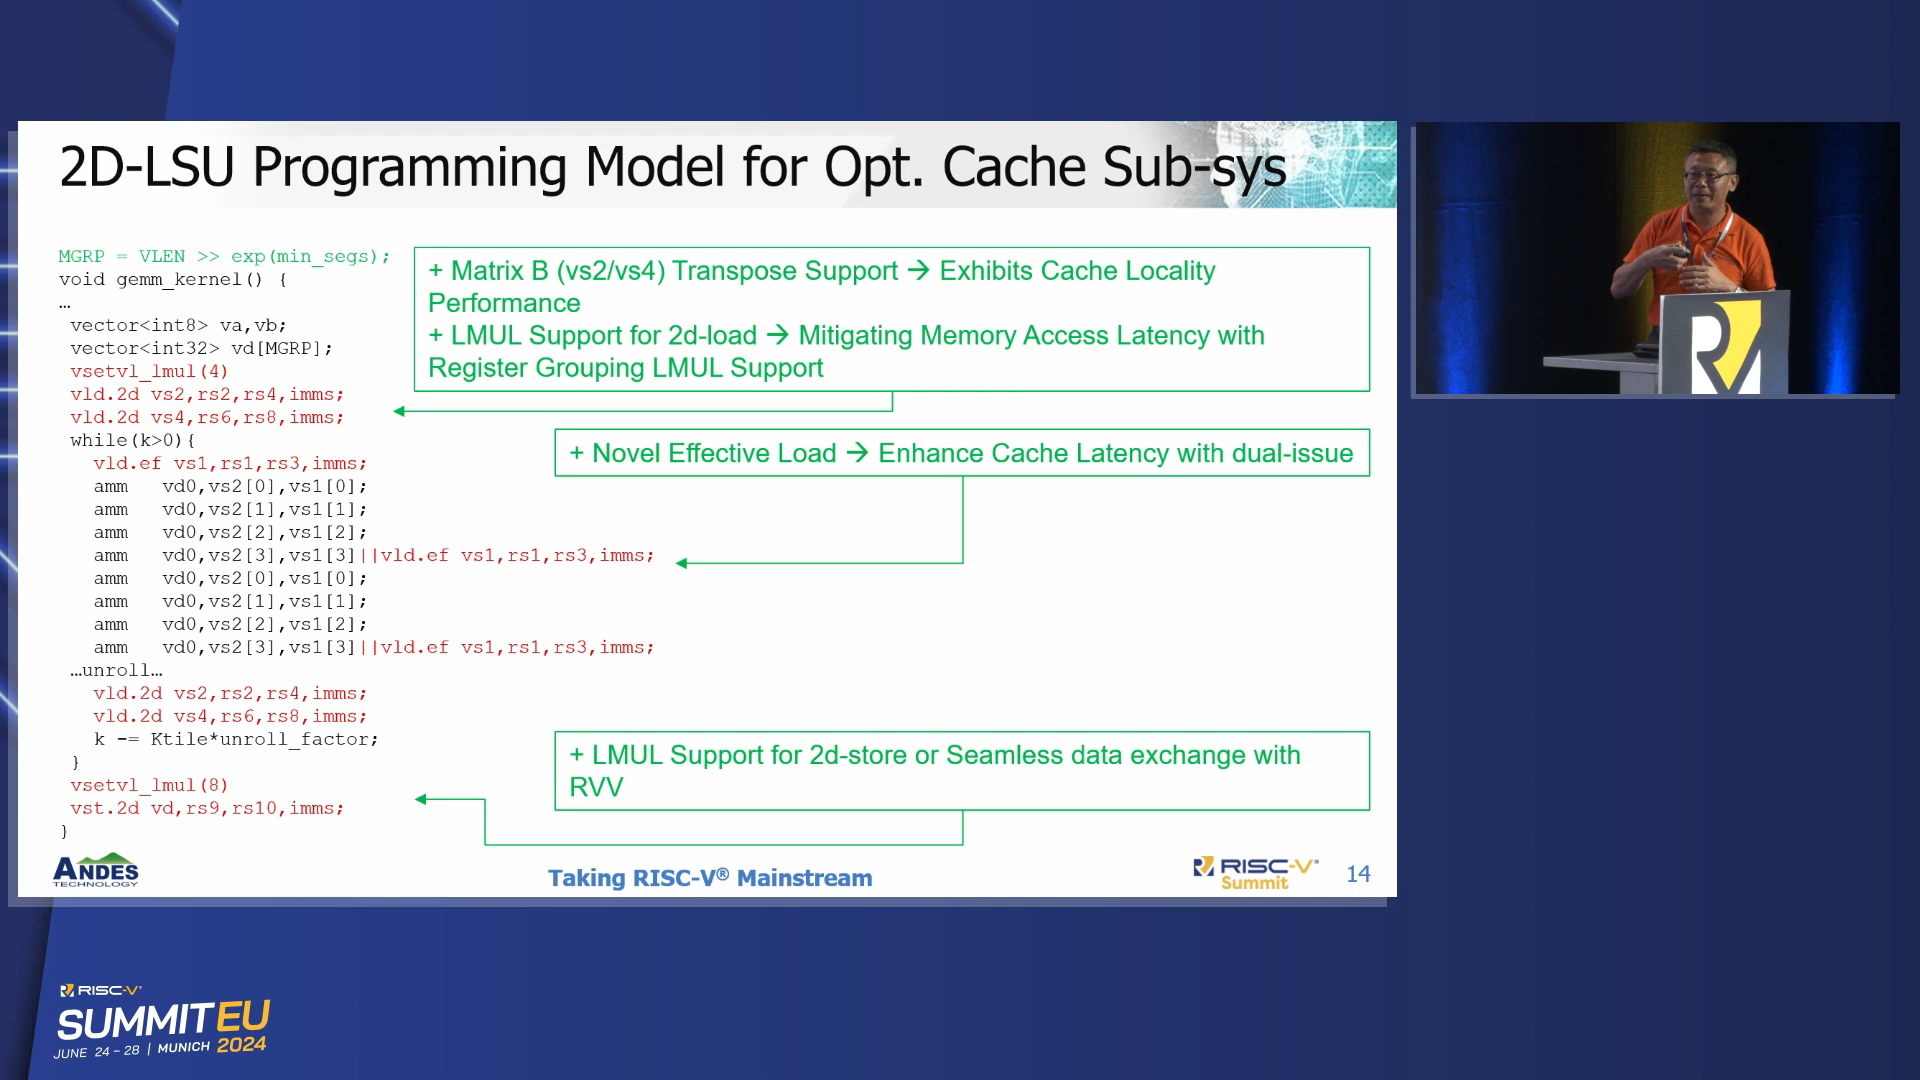 2D-LSU Programming Model for Opt. Cache Sub-sys
MGRP = VLEN >> exp(min_segs);
void gemm_kernel() {
…
vector<int8> va,vb;
vector<int32> vd[MGRP];
vsetvl_lmul(4)
vld.2d vs2,rs2,rs4,imms;
vld.2d vs4,rs6,rs8,imms;
while(k>0){
vld.ef vs1,rs1,rs3,imms;
amm vd0,vs2[0],vs1[0];
amm vd0,vs2[1],vs1[1];
amm vd0,vs2[2],vs1[2];
amm vd0,vs2[3],vs1[3]||vld.ef vs1,rs1,rs3,imms;
amm vd0,vs2[0],vs1[0];
amm vd0,vs2[1],vs1[1];
amm vd0,vs2[2],vs1[2];
amm vd0,vs2[3],vs1[3]||vld.ef vs1,rs1,rs3,imms;
…unroll…
vld.2d vs2,rs2,rs4,imms;
vld.2d vs4,rs6,rs8,imms;
k -= Ktile*unroll_factor;
}
vsetvl_lmul(8)
vst.2d vd,rs9,rs10,imms;
}
+ Matrix B (vs2/vs4) Transpose Support → Exhibits Cache Locality
Performance
+ LMUL Support for 2d-load → Mitigating Memory Access Latency with
Register Grouping LMUL Support
+ Novel Effective Load → Enhance Cache Latency with dual-issue
+ LMUL Support for 2d-store or Seamless data exchange with
RVV
ANDES
TECHNOLOGY
Taking RISC-V® Mainstream
RISC-V®
Summit
14
RISC-V®
SUMMIT EU
JUNE 24 – 28 | MUNICH 2024